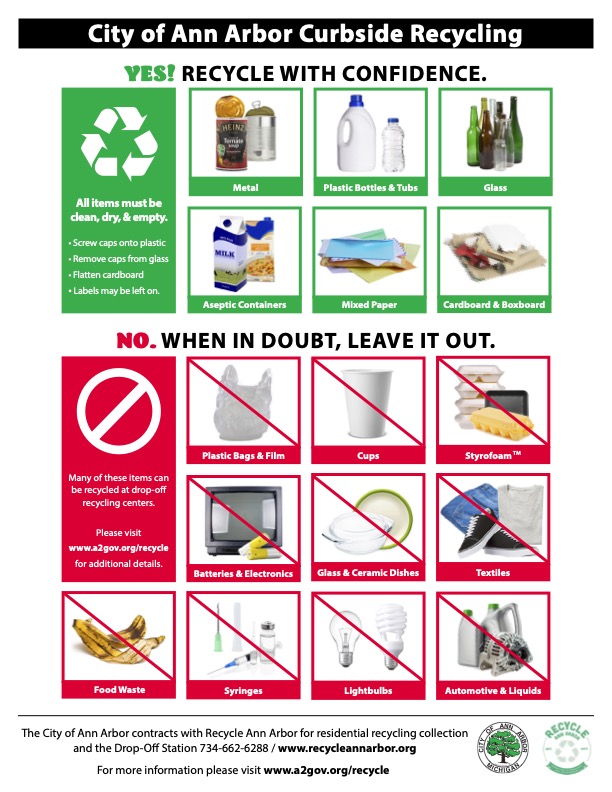 City of Ann Arbor Curbside Recycling
YES! RECYCLE WITH CONFIDENCE.
All items must be
clean, dry, & empty.
• Screw caps onto plastic
• Remove caps from glass
• Flatten cardboard
• Labels may be left on.
HEINZ
Tomato
Metal
Plastic Bottles & Tubs
Glass
MILK
Aseptic Containers
Mixed Paper
Cardboard & Boxboard
NO. WHEN IN DOUBT, LEAVE IT OUT.
Many of these items can
be recycled at drop-off
recycling centers.
Please visit
www.a2gov.org/recycle
for additional details.
Plastic Bags & Film
Cups
Styrofoam™
Batteries & Electronics
Glass & Ceramic Dishes
Textiles
Food Waste
Syringes
Lightbulbs
Automotive & Liquids
The City of Ann Arbor contracts with Recycle Ann Arbor for residential recycling collection
and the Drop-Off Station 734-662-6288 / www.recycleannarbor.org
For more information please visit www.a2gov.org/recycle
CITY OF ANN ARBOR
MICHIGAN
RECYCLE
ANN ARBOR